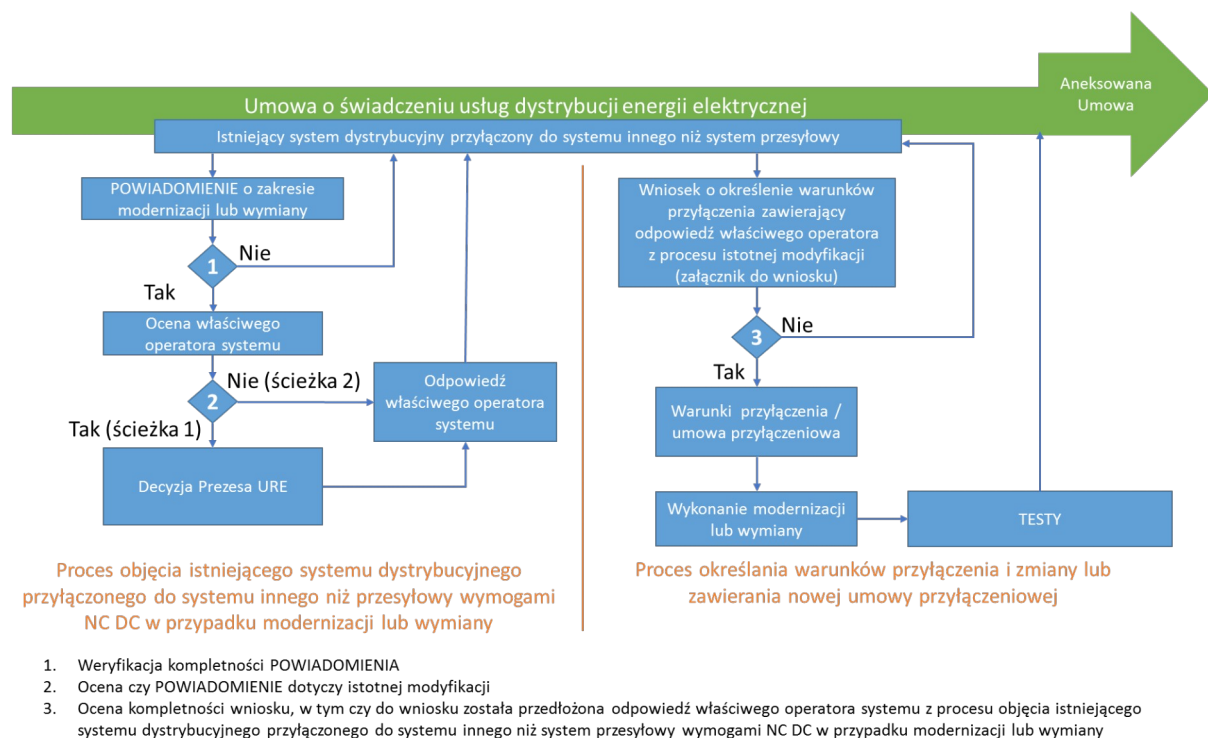 Aneksowana
Umowa
Umowa o świadczeniu usług dystrybucji energii elektrycznej
Istniejący system dystrybucyjny przyłączony do systemu innego niż system przesyłowy
POWIADOMIENIE o zakresie
modernizacji lub wymiany
1
Nie
Tak
Ocena właściwego
operatora systemu
2
Nie (ścieżka 2)
Tak (ścieżka 1)
Odpowiedź
właściwego operatora
systemu
Decyzja Prezesa URE
Wniosek o określenie warunków
przyłączenia zawierający
odpowiedź właściwego operatora
z procesu istotnej modyfikacji
(załącznik do wniosku)
3
Nie
Tak
Warunki przyłączenia /
umowa przyłączeniowa
Wykonanie modernizacji
lub wymiany
TESTY
Proces objęcia istniejącego systemu dystrybucyjnego
przyłączonego do systemu innego niż przesyłowy wymogami
NC DC w przypadku modernizacji lub wymiany
Proces określania warunków przyłączenia i zmiany lub
zawierania nowej umowy przyłączeniowej
1. Weryfikacja kompletności POWIADOMIENIA
2. Ocena czy POWIADOMIENIE dotyczy istotnej modyfikacji
3. Ocena kompletności wniosku, w tym czy do wniosku została przedłożona odpowiedź właściwego operatora systemu z procesu objęcia istniejącego
systemu dystrybucyjnego przyłączonego do systemu innego niż system przesyłowy wymogami NC DC w przypadku modernizacji lub wymiany